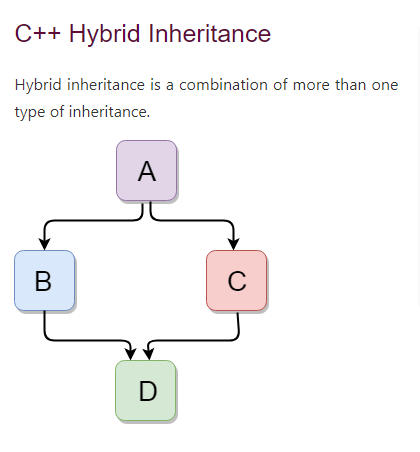 C++ Hybrid Inheritance
Hybrid inheritance is a combination of more than one
type of inheritance.
A
B
C
D